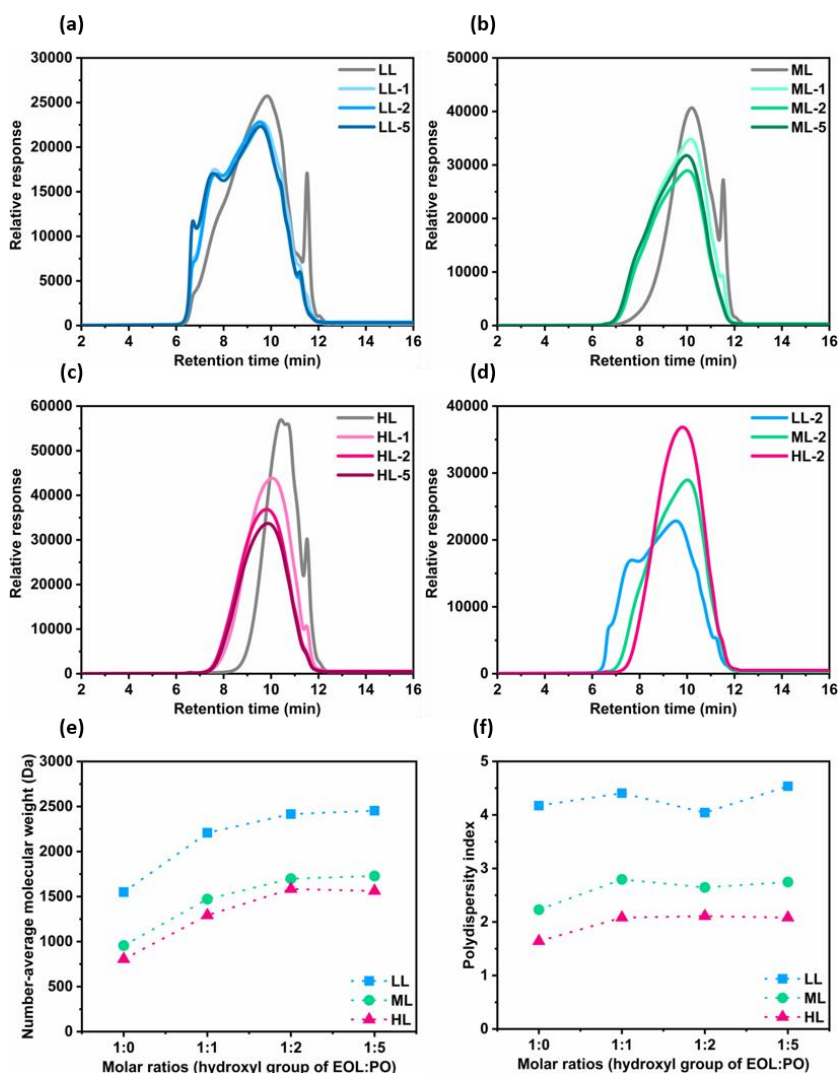 (a)
30000
25000
20000
15000
10000
5000
0
Relative response
LL
LL-1
LL-2
LL-5
2 4 6 8 10 12 14 16
Retention time (min)
(b)
50000
40000
30000
20000
10000
0
Relative response
ML
ML-1
ML-2
ML-5
2 4 6 8 10 12 14 16
Retention time (min)
(c)
60000
50000
40000
30000
20000
10000
0
Relative response
HL
HL-1
HL-2
HL-5
2 4 6 8 10 12 14 16
Retention time (min)
(d)
40000
30000
20000
10000
0
Relative response
LL-2
ML-2
HL-2
2 4 6 8 10 12 14 16
Retention time (min)
(e)
3000
2500
2000
1500
1000
500
0
Number-average molecular weight (Da)
LL
ML
HL
1:0 1:1 1:2 1:5
Molar ratios (hydroxyl group of EOL:PO)
(f)
5
4
3
2
1
0
Polydispersity index
LL
ML
HL
1:0 1:1 1:2 1:5
Molar ratios (hydroxyl group of EOL:PO)